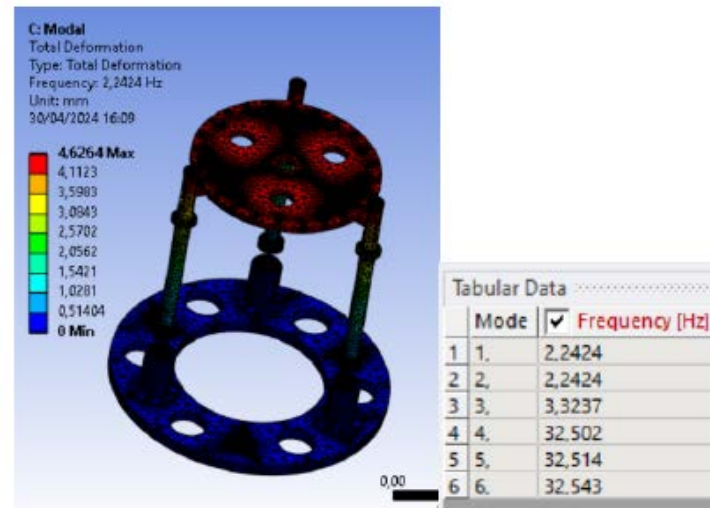 C: Modal
Total Deformation
Type: Total Deformation
Frequency: 2,2424 Hz
Unit: mm
30/04/2024 16:09
4,6264 Max
4,1123
3,5983
3,0843
2,5702
2,0562
1,5421
1,0281
0,51404
0 Min
0,00
Tabular Data
Mode Frequency [Hz]
1 1, 2,2424
2 2, 2,2424
3 3, 3,3237
4 4, 32,502
5 5, 32,514
6 6, 32,543